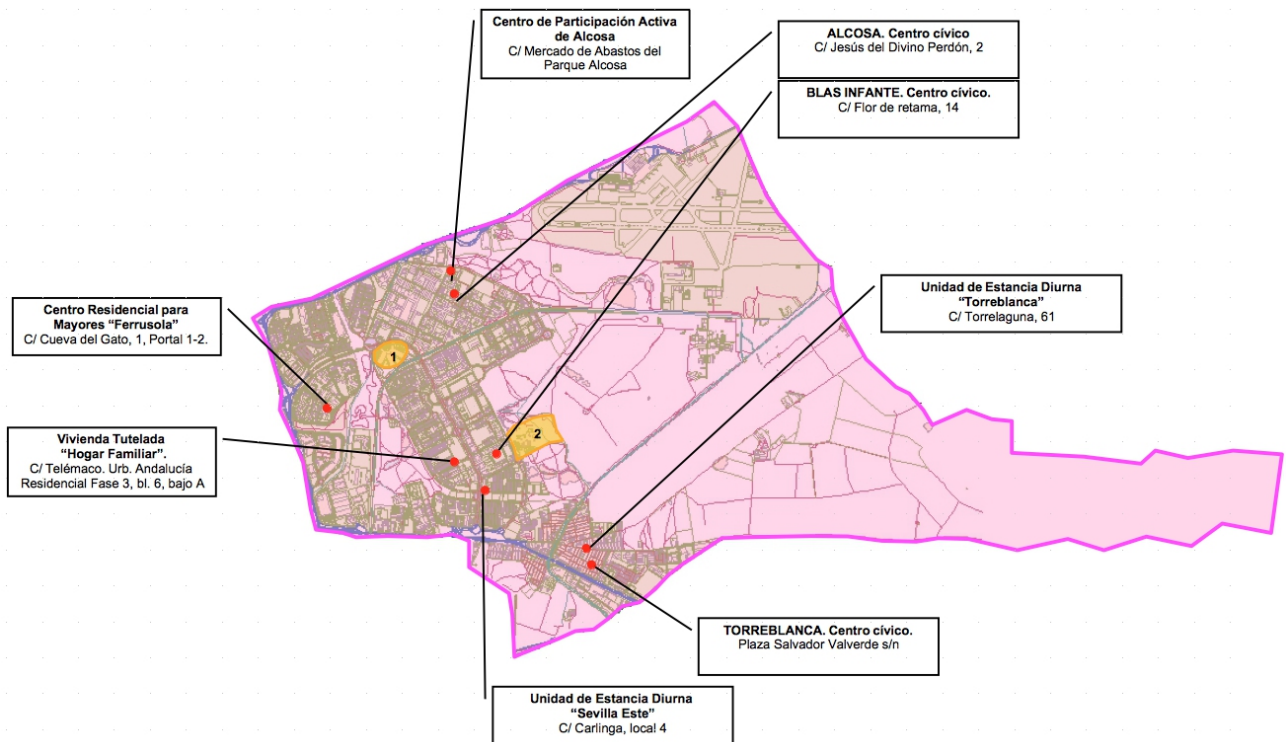 Centro de Participación Activa
de Alcosa
C/ Mercado de Abastos del
Parque Alcosa
ALCOSA. Centro cívico
C/ Jesús del Divino Perdón, 2
BLAS INFANTE. Centro cívico.
C/ Flor de retama, 14
Unidad de Estancia Diurna
“Torreblanca”
C/ Torrelaguna, 61
Centro Residencial para
Mayores “Ferrusola”
C/ Cueva del Gato, 1, Portal 1-2.
1
2
Vivienda Tutelada
“Hogar Familiar”.
C/ Telémaco. Urb. Andalucía
Residencial Fase 3, bl. 6, bajo A
TORREBLANCA. Centro cívico.
Plaza Salvador Valverde s/n
Unidad de Estancia Diurna
“Sevilla Este”
C/ Carlinga, local 4